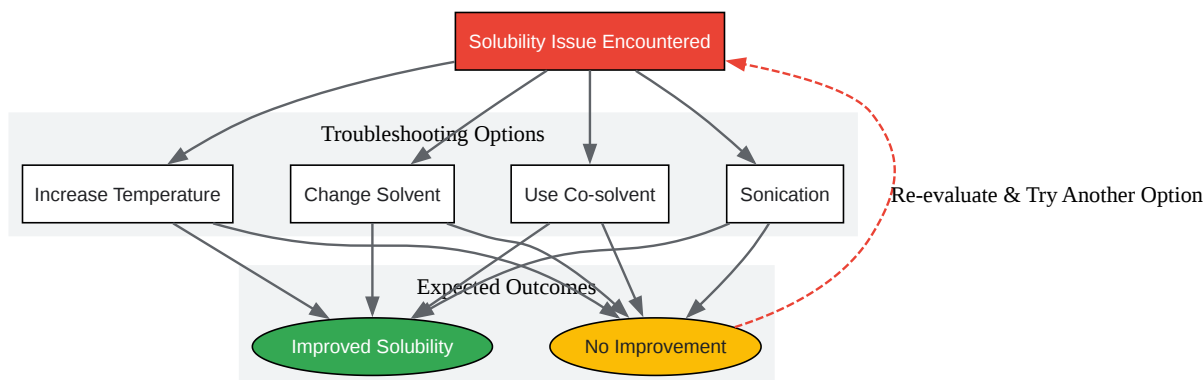 Solubility Issue Encountered
Troubleshooting Options
Increase Temperature
Change Solvent
Use Co-solvent
Sonication
Re-evaluate & Try Another Option
Expected Outcomes
Improved Solubility
No Improvement